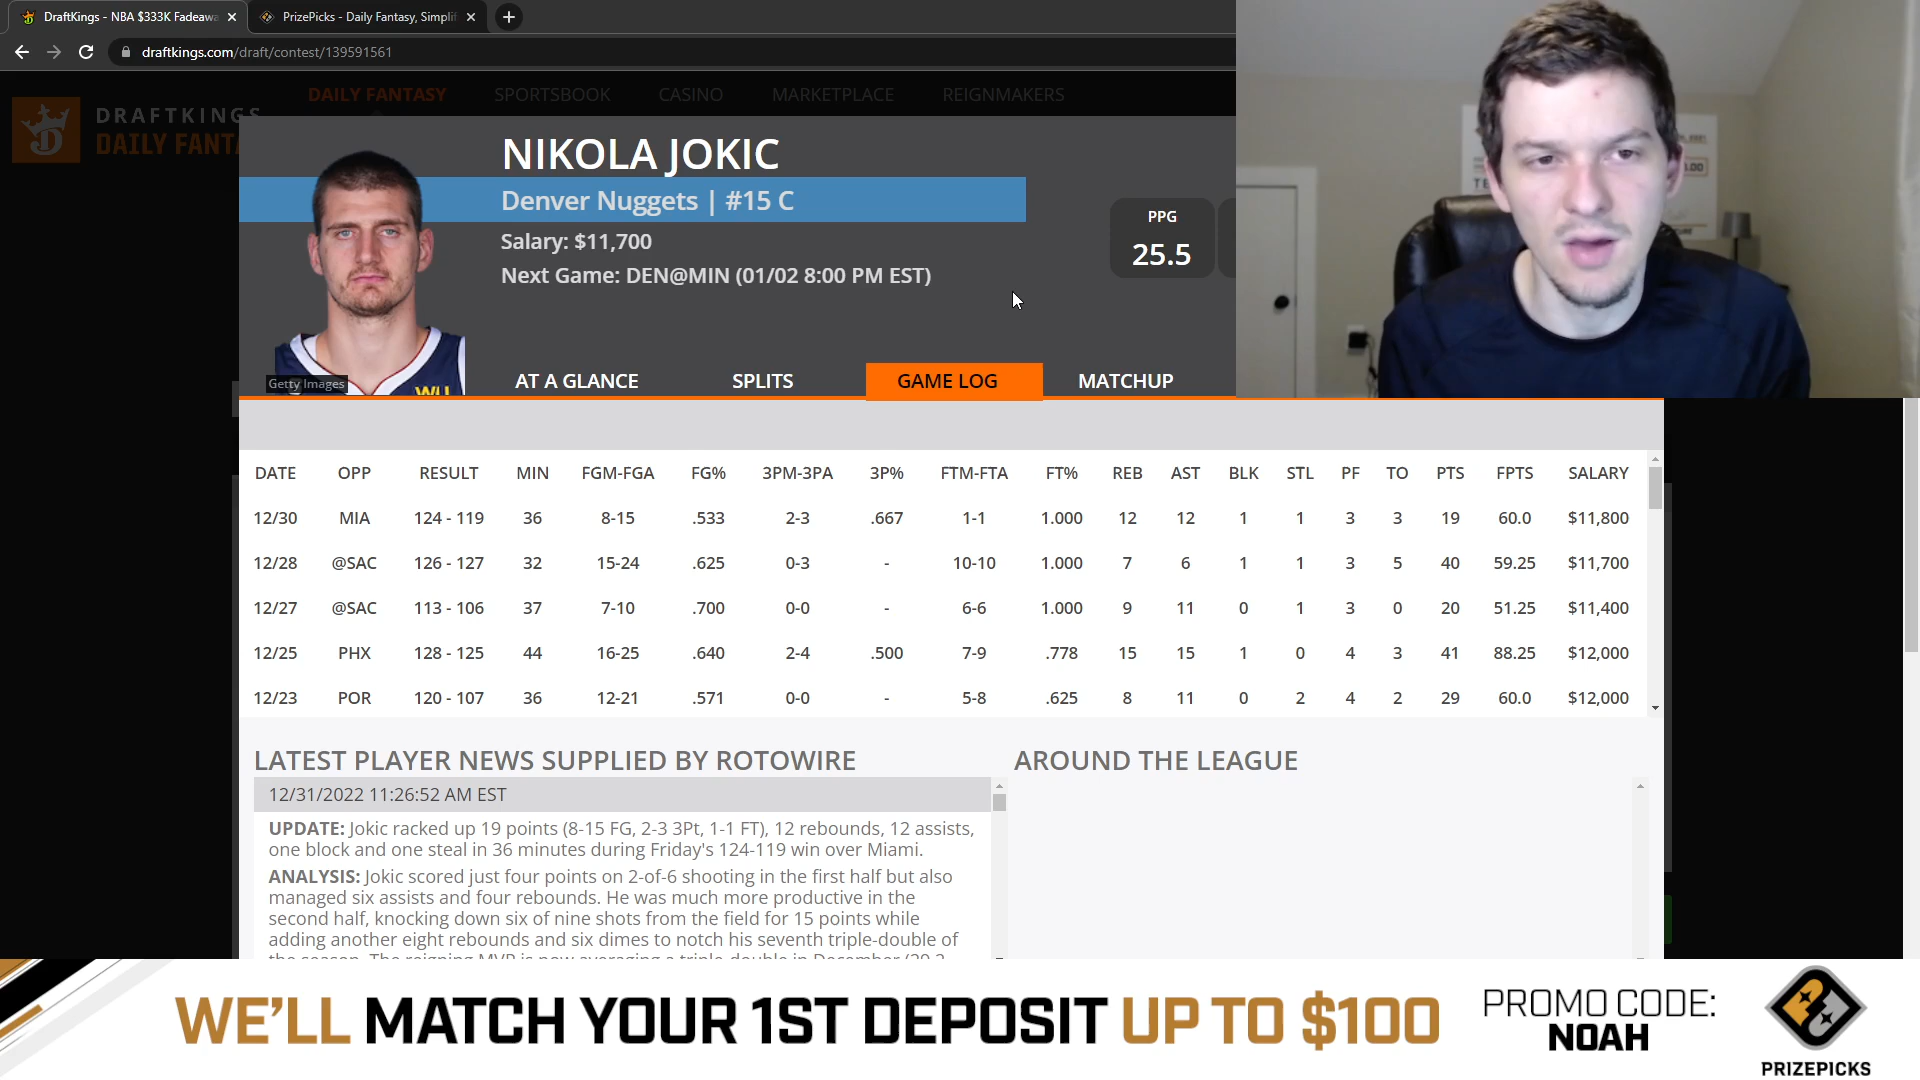 DraftKings - NBA $333K Fadeawa
PrizePicks - Daily Fantasy, Simplif
draftkings.com/draft/contest/139591561
DAILY FANTASY SPORTSBOOK CASINO MARKETPLACE REIGNMAKERS
DRAFTKINGS
DAILY FANTA
NIKOLA JOKIC
Denver Nuggets | #15 C
Salary: $11,700
Next Game: DEN@MIN (01/02 8:00 PM EST)
PPG
25.5
Getty Images
AT A GLANCE SPLITS GAME LOG MATCHUP
DATE OPP RESULT MIN FGM-FGA FG% 3PM-3PA 3P% FTM-FTA FT% REB AST BLK STL PF TO PTS FPTS SALARY
12/30 MIA 124 - 119 36 8-15 .533 2-3 .667 1-1 1.000 12 12 1 1 3 3 19 60.0 $11,800
12/28 @SAC 126 - 127 32 15-24 .625 0-3 - 10-10 1.000 7 6 1 1 3 5 40 59.25 $11,700
12/27 @SAC 113 - 106 37 7-10 .700 0-0 - 6-6 1.000 9 11 0 1 3 0 20 51.25 $11,400
12/25 PHX 128 - 125 44 16-25 .640 2-4 .500 7-9 .778 15 15 1 0 4 3 41 88.25 $12,000
12/23 POR 120 - 107 36 12-21 .571 0-0 - 5-8 .625 8 11 0 2 4 2 29 60.0 $12,000
LATEST PLAYER NEWS SUPPLIED BY ROTOWIRE
AROUND THE LEAGUE
12/31/2022 11:26:52 AM EST
UPDATE: Jokic racked up 19 points (8-15 FG, 2-3 3Pt, 1-1 FT), 12 rebounds, 12 assists,
one block and one steal in 36 minutes during Friday's 124-119 win over Miami.
ANALYSIS: Jokic scored just four points on 2-of-6 shooting in the first half but also
managed six assists and four rebounds. He was much more productive in the
second half, knocking down six of nine shots from the field for 15 points while
adding another eight rebounds and six dimes to notch his seventh triple-double of
WE'LL MATCH YOUR 1ST DEPOSIT UP TO $100
PROMO CODE:
NOAH
PRIZEPICKS